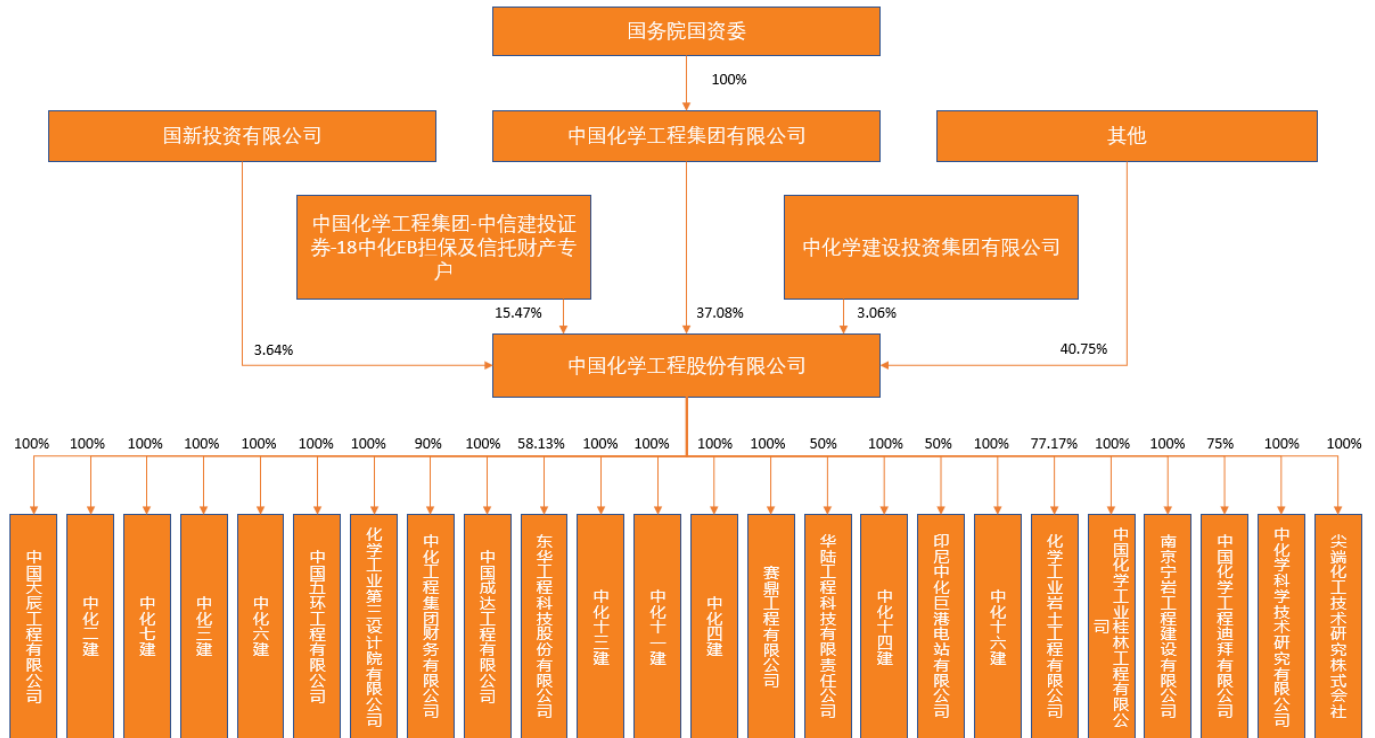 国务院国资委
100%
国新投资有限公司
中国化学工程集团有限公司
其他
中国化学工程集团-中信建投证
券-18中化EB担保及信托财产专
户
中化学建设投资集团有限公司
15.47%
37.08%
3.06%
3.64%
中国化学工程股份有限公司
40.75%
100% 100% 100% 100% 100% 100% 100% 90% 100% 58.13% 100% 100% 100% 100% 50% 100% 50% 100% 77.17% 100% 100% 75% 100% 100%
中国天辰工程有限公司
中化二建
中化七建
中化三建
中化六建
中国五环工程有限公司
化学工业第三设计院有限公司
中化工程集团财务有限公司
中国成达工程有限公司
东华工程科技股份有限公司
中化十三建
中化十一建
中化四建
赛鼎工程有限公司
华陆工程科技有限责任公司
中化十四建
印尼中化巨港电站有限公司
中化十六建
化学工业岩土工程有限公司
中国化学工业桂林工程有限公
司
南京宁岩工程建设有限公司
中国化学工程迪拜有限公司
中化学科学技术研究有限公司
尖端化工技术研究株式会社